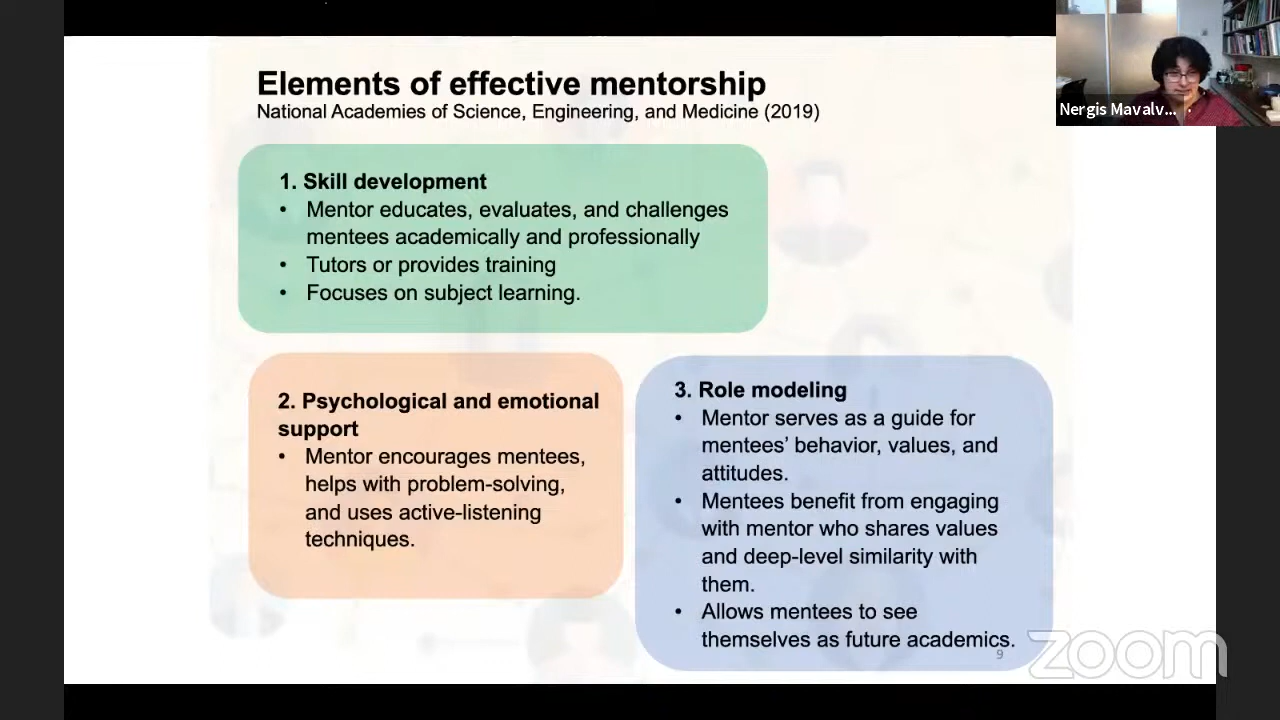 Elements of effective mentorship
National Academies of Science, Engineering, and Medicine (2019)
1. Skill development
• Mentor educates, evaluates, and challenges
mentees academically and professionally
• Tutors or provides training
• Focuses on subject learning.
2. Psychological and emotional
support
• Mentor encourages mentees,
helps with problem-solving,
and uses active-listening
techniques.
3. Role modeling
• Mentor serves as a guide for
mentees’ behavior, values, and
attitudes.
• Mentees benefit from engaging
with mentor who shares values
and deep-level similarity with
them.
• Allows mentees to see
themselves as future academics.
9
Nergis Mavalv...
zoom